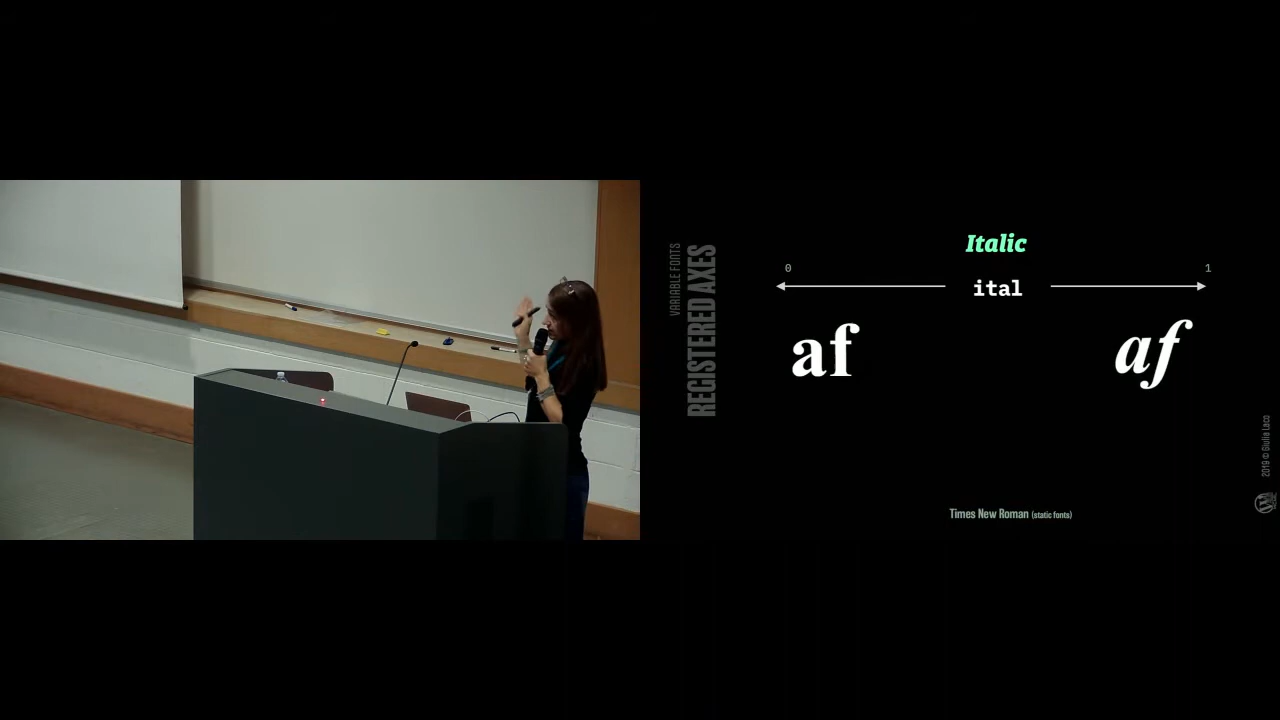 VARIABLE FONTS
REGISTERED AXES
Italic
0
1
ital
af
af
Times New Roman (static fonts)
2019 © Giulia Laco